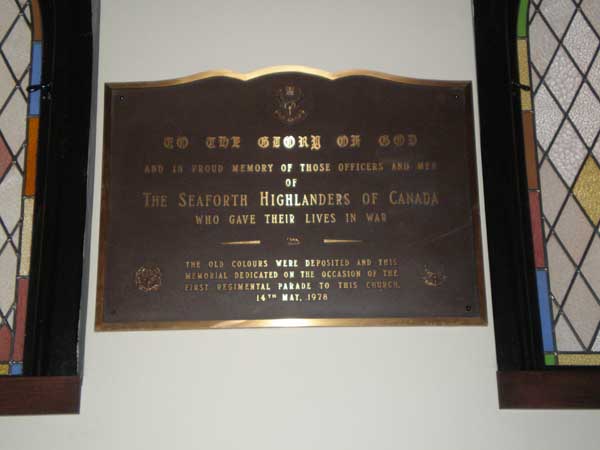 TO THE GLORY OF GOD
AND IN PROUD MEMORY OF THOSE OFFICERS AND MEN
OF
THE SEAFORTH HIGHLANDERS OF CANADA
WHO GAVE THEIR LIVES IN WAR
THE OLD COLOURS WERE DEPOSITED AND THIS
MEMORIAL DEDICATED ON THE OCCASION OF THE
FIRST REGIMENTAL PARADE TO THIS CHURCH,
14TH MAY, 1978